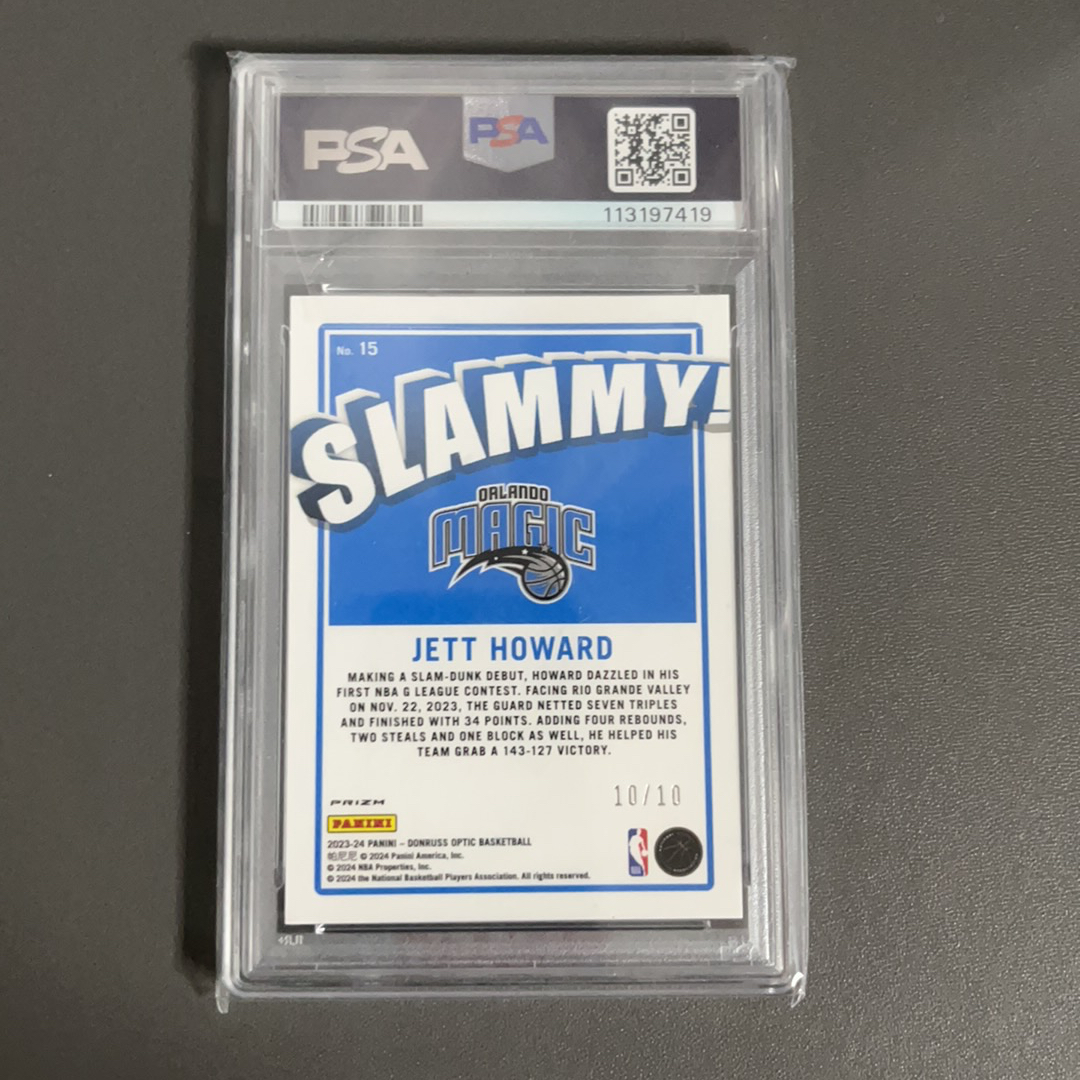 PSA
PSA
113197419
No. 15
SLAMMY!
ORLANDO
MAGIC
JETT HOWARD
MAKING A SLAM-DUNK DEBUT, HOWARD DAZZLED IN HIS
FIRST NBA G LEAGUE CONTEST. FACING RIO GRANDE VALLEY
ON NOV. 22, 2023, THE GUARD NETTED SEVEN TRIPLES
AND FINISHED WITH 34 POINTS. ADDING FOUR REBOUNDS,
TWO STEALS AND ONE BLOCK AS WELL, HE HELPED HIS
TEAM GRAB A 143-127 VICTORY.
10/10
PRIZM
PANINI
2023-24 PANINI – DONRUSS OPTIC BASKETBALL
帕尼尼 © 2024 Panini America, Inc.
© 2024 NBA Properties, Inc.
© 2024 the National Basketball Players Association. All rights reserved.
NBA